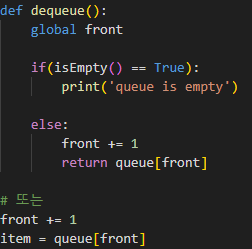 def dequeue():
    global front

    if(isEmpty() == True):
        print('queue is empty')

    else:
        front += 1
        return queue[front]

# 또는
front += 1
item = queue[front]